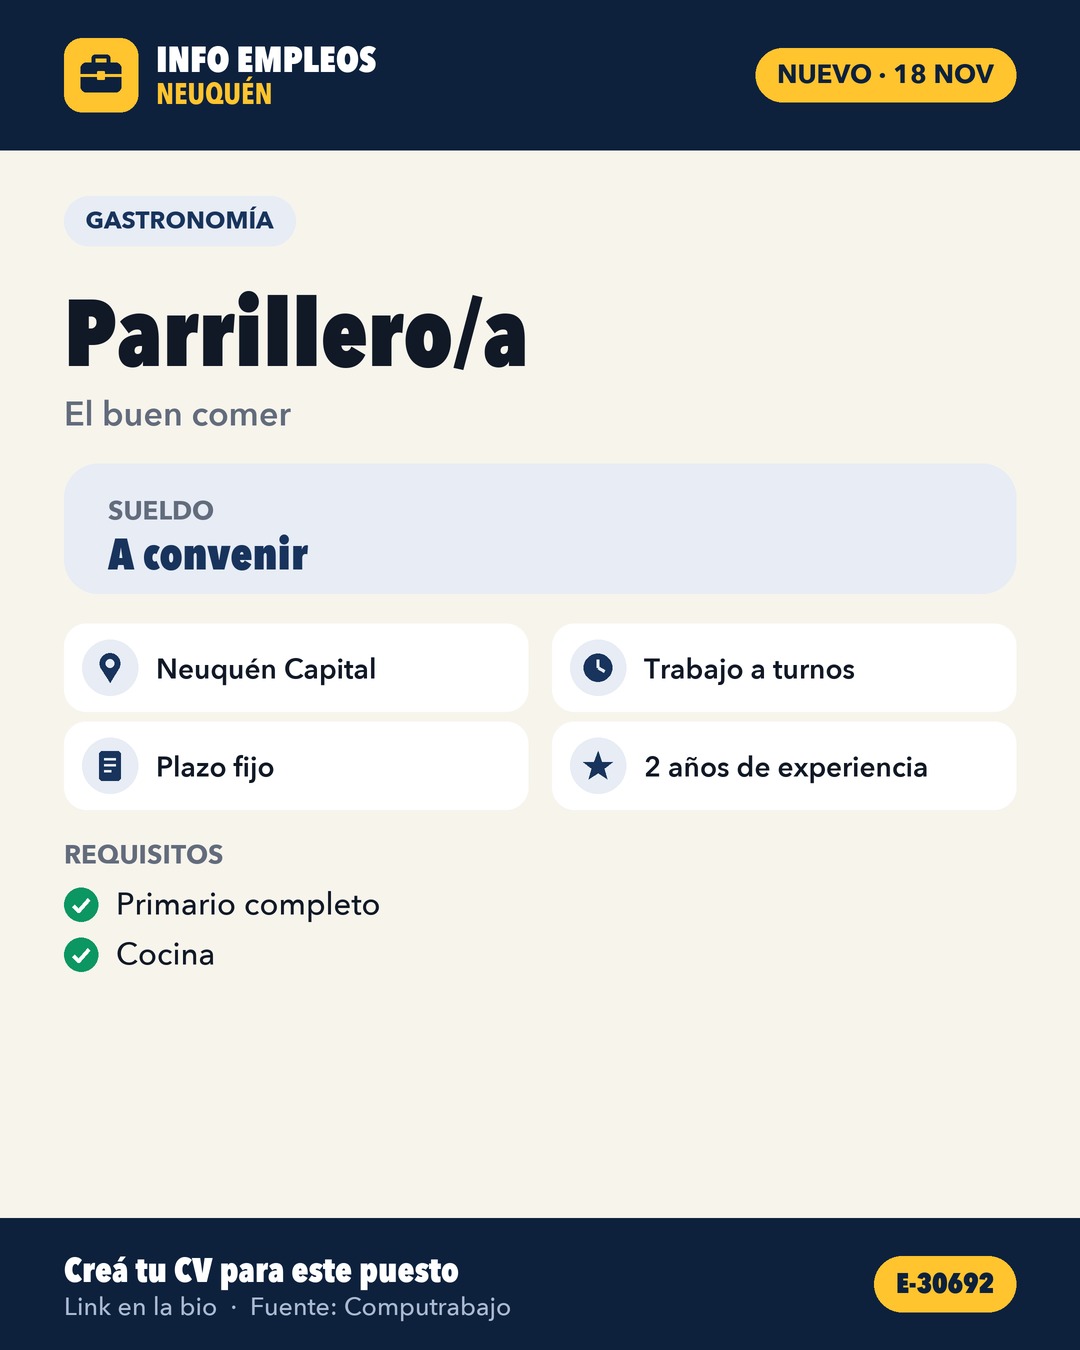 INFO EMPLEOS
NEUQUÉN
NUEVO · 18 NOV
GASTRONOMÍA
Parrillero/a
El buen comer
SUELDO
A convenir
Neuquén Capital
Trabajo a turnos
Plazo fijo
2 años de experiencia
REQUISITOS
Primario completo
Cocina
Creá tu CV para este puesto
Link en la bio · Fuente: Computrabajo
E-30692